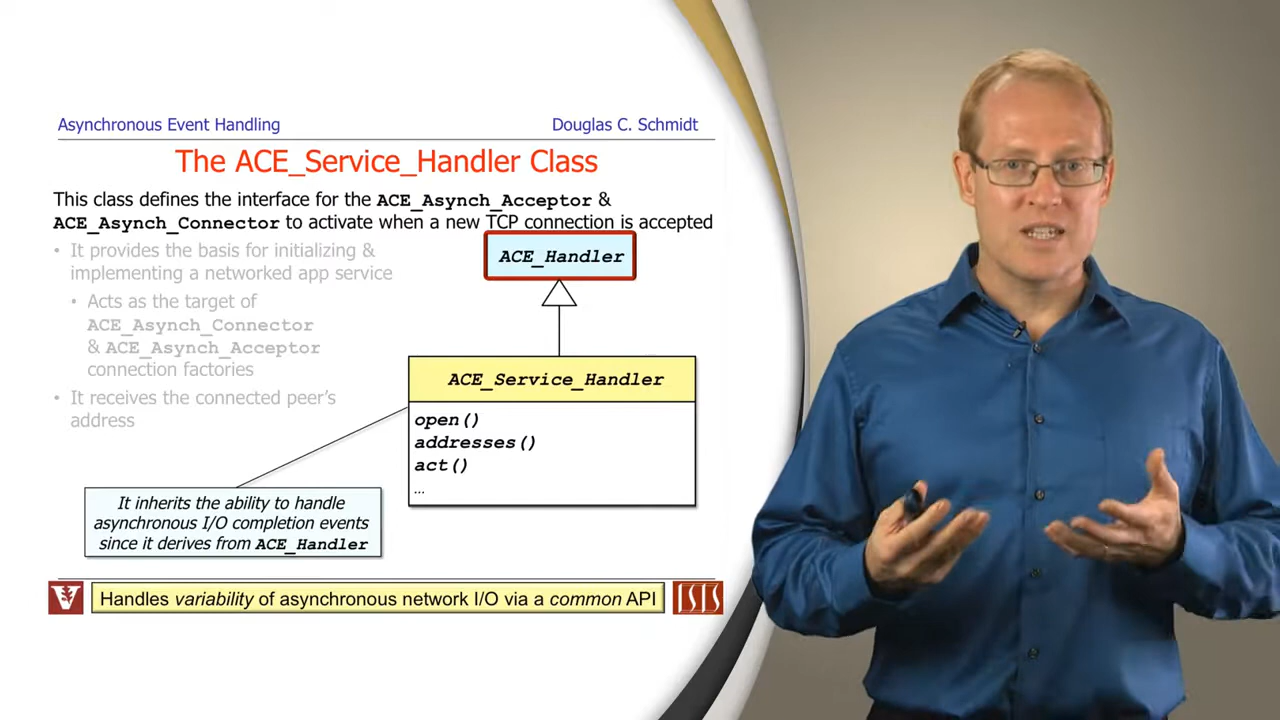 Asynchronous Event Handling
Douglas C. Schmidt
The ACE_Service_Handler Class
This class defines the interface for the ACE_Asynch_Acceptor &
ACE_Asynch_Connector to activate when a new TCP connection is accepted
• It provides the basis for initializing &
implementing a networked app service
• Acts as the target of
ACE_Asynch_Connector
& ACE_Asynch_Acceptor
connection factories
• It receives the connected peer's
address
ACE_Handler
ACE_Service_Handler
open()
addresses()
act()
...
It inherits the ability to handle
asynchronous I/O completion events
since it derives from ACE_Handler
V
Handles variability of asynchronous network I/O via a common API
ISIS